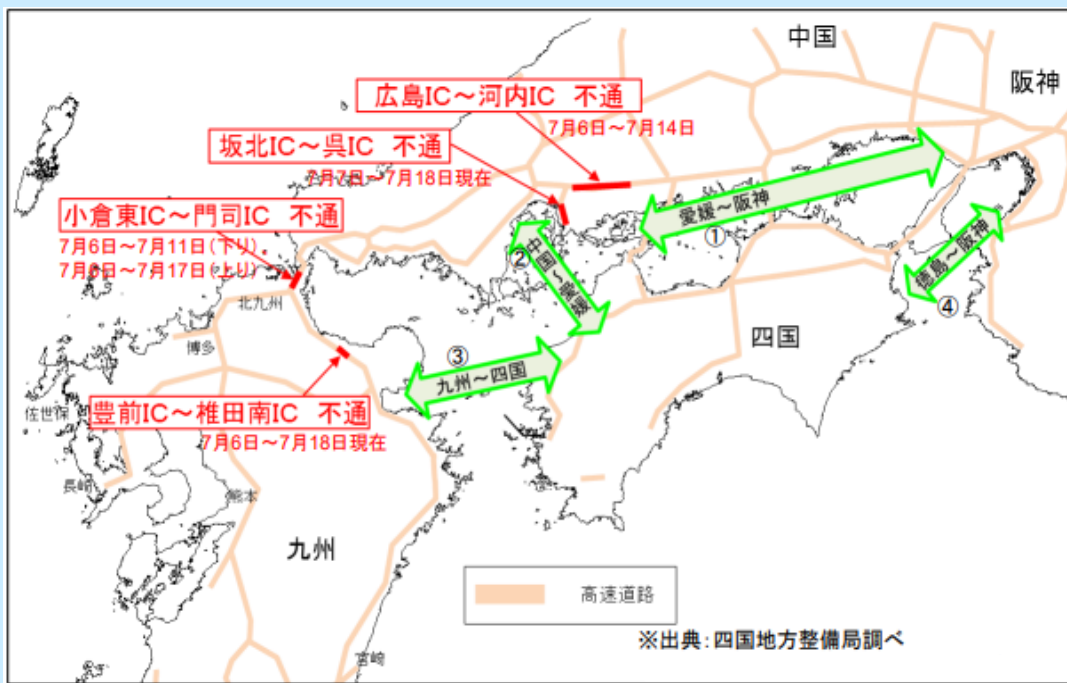 中国
阪神
広島IC～河内IC 不通
7月6日～7月14日
坂北IC～呉IC 不通
7月7日～7月18日現在
小倉東IC～門司IC 不通
7月6日～7月11日(下り)
7月6日～7月17日(上り)
北九州
博多
愛媛～阪神
①
②
中国～愛媛
徳島～阪神
④
四国
③
九州～四国
佐世保
豊前IC～椎田南IC 不通
7月6日～7月18日現在
長崎
熊本
九州
高速道路
※出典：四国地方整備局調べ
宮崎